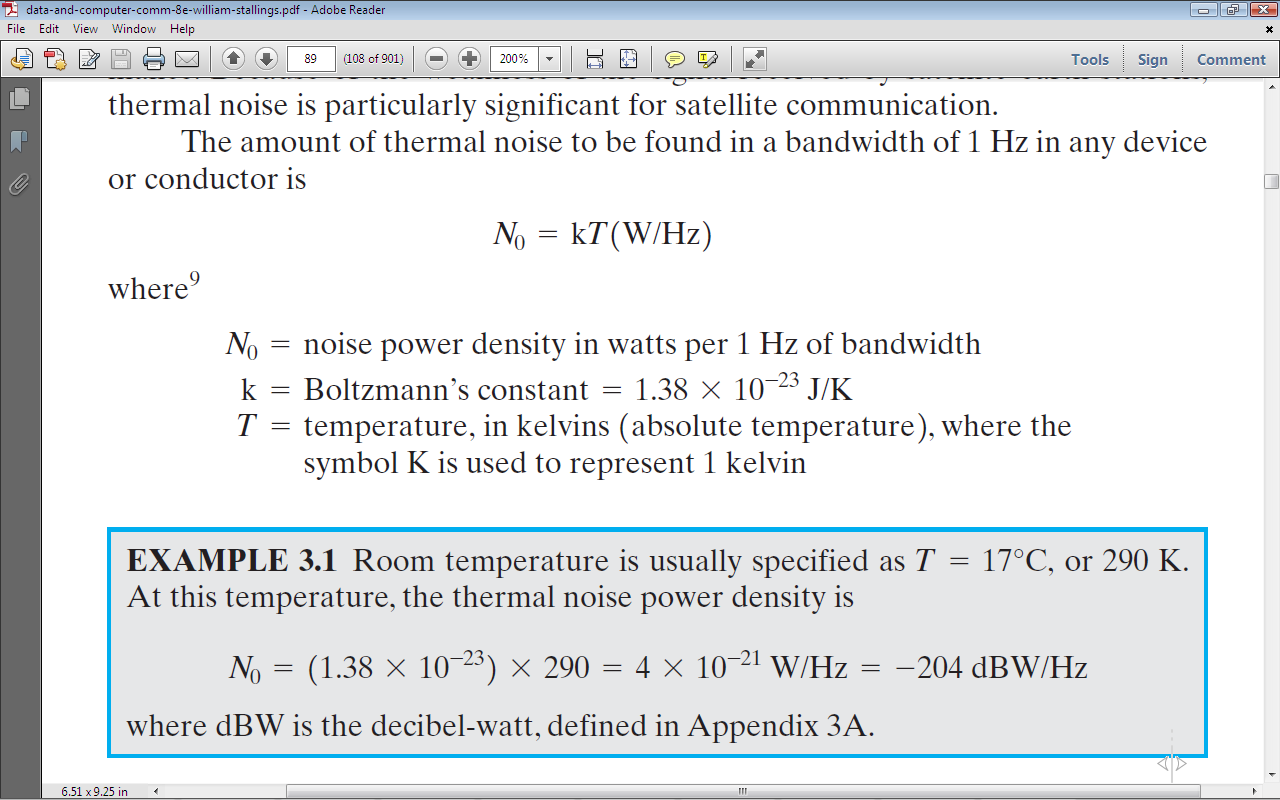 data-and-computer-comm-8e-william-stallings.pdf - Adobe Reader
File Edit View Window Help
89 (108 of 901) 200% Tools Sign Comment
thermal noise is particularly significant for satellite communication.
The amount of thermal noise to be found in a bandwidth of 1 Hz in any device
or conductor is
N₀ = kT(W/Hz)
where⁹
N₀ = noise power density in watts per 1 Hz of bandwidth
k = Boltzmann’s constant = 1.38 × 10⁻²³ J/K
T = temperature, in kelvins (absolute temperature), where the
symbol K is used to represent 1 kelvin
EXAMPLE 3.1 Room temperature is usually specified as T = 17°C, or 290 K.
At this temperature, the thermal noise power density is
N₀ = (1.38 × 10⁻²³) × 290 = 4 × 10⁻²¹ W/Hz = −204 dBW/Hz
where dBW is the decibel-watt, defined in Appendix 3A.
6.51 x 9.25 in